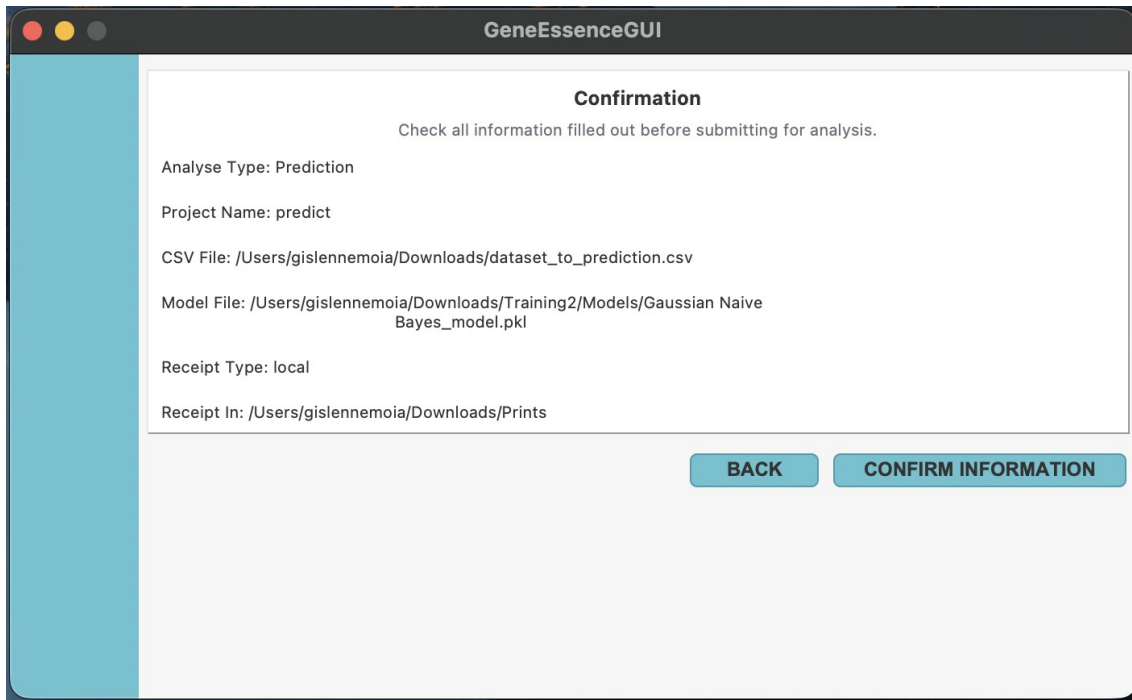 GeneEssenceGUI
Confirmation
Check all information filled out before submitting for analysis.
Analyse Type: Prediction
Project Name: predict
CSV File: /Users/gislennemoia/Downloads/dataset_to_prediction.csv
Model File: /Users/gislennemoia/Downloads/Training2/Models/Gaussian Naive
Bayes_model.pkl
Receipt Type: local
Receipt In: /Users/gislennemoia/Downloads/Prints
BACK CONFIRM INFORMATION